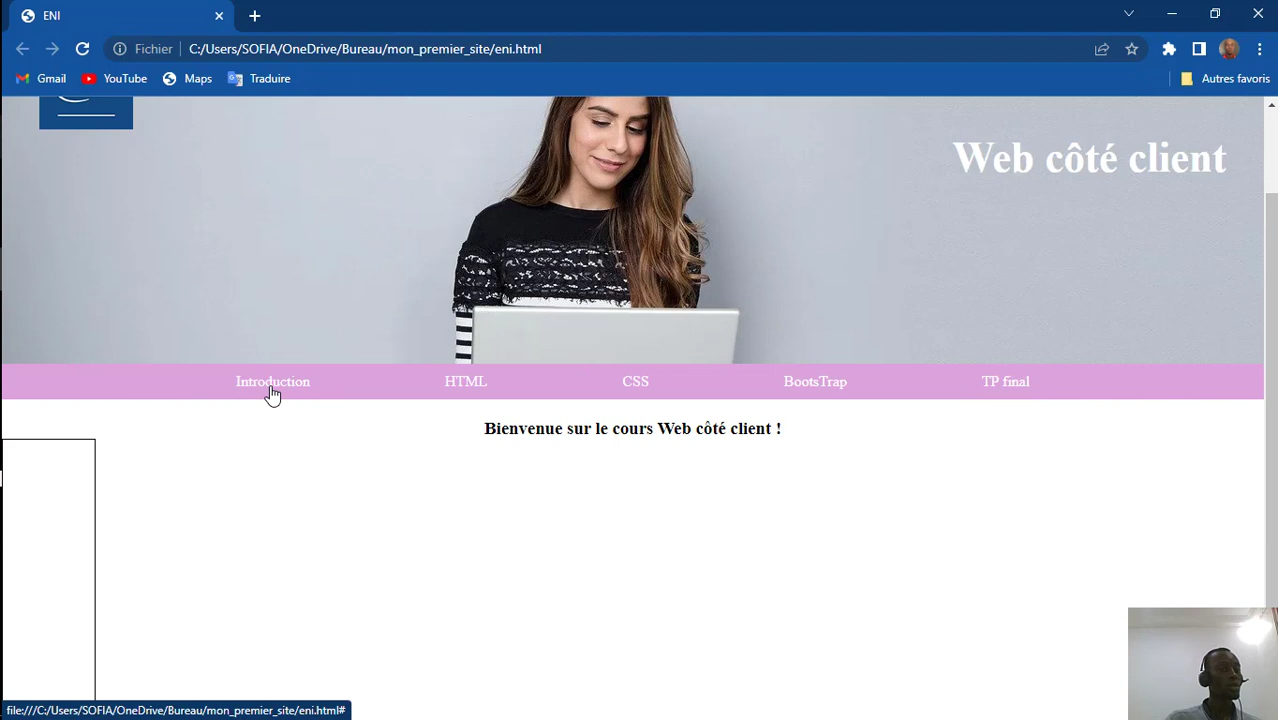 ENI
Fichier C:/Users/SOFIA/OneDrive/Bureau/mon_premier_site/eni.html
Gmail YouTube Maps Traduire Autres favoris
Web côté client
Introduction HTML CSS BootsTrap TP final
Bienvenue sur le cours Web côté client !
file:///C:/Users/SOFIA/OneDrive/Bureau/mon_premier_site/eni.html#